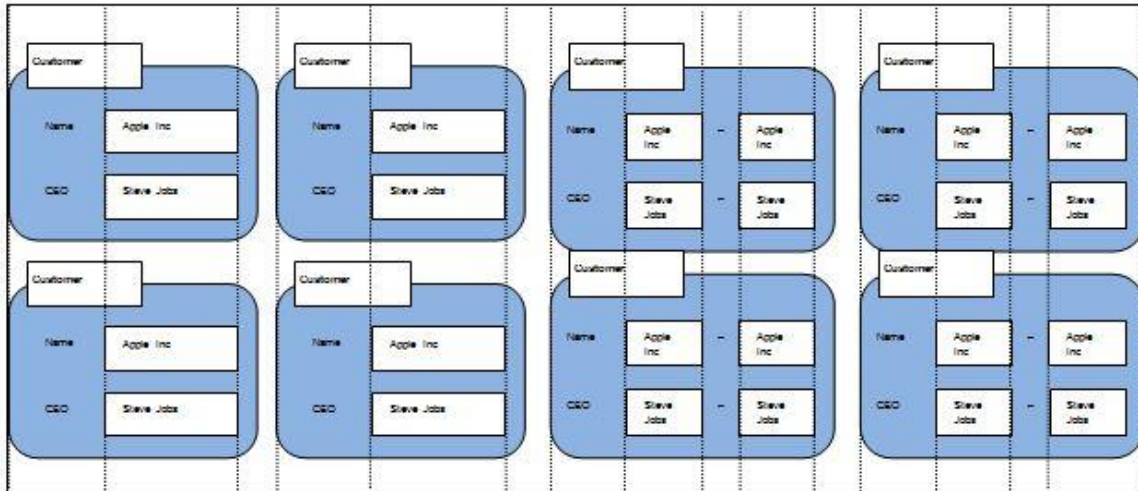 Customer
Customer
Customer
Customer
Name Apple Inc
Name Apple Inc
Name Apple Inc - Apple Inc
Name Apple Inc - Apple Inc
CEO Steve Jobs
CEO Steve Jobs
CEO Steve Jobs - Steve Jobs
CEO Steve Jobs - Steve Jobs
Customer
Customer
Customer
Customer
Name Apple Inc
Name Apple Inc
Name Apple Inc - Apple Inc
Name Apple Inc - Apple Inc
CEO Steve Jobs
CEO Steve Jobs
CEO Steve Jobs - Steve Jobs
CEO Steve Jobs - Steve Jobs